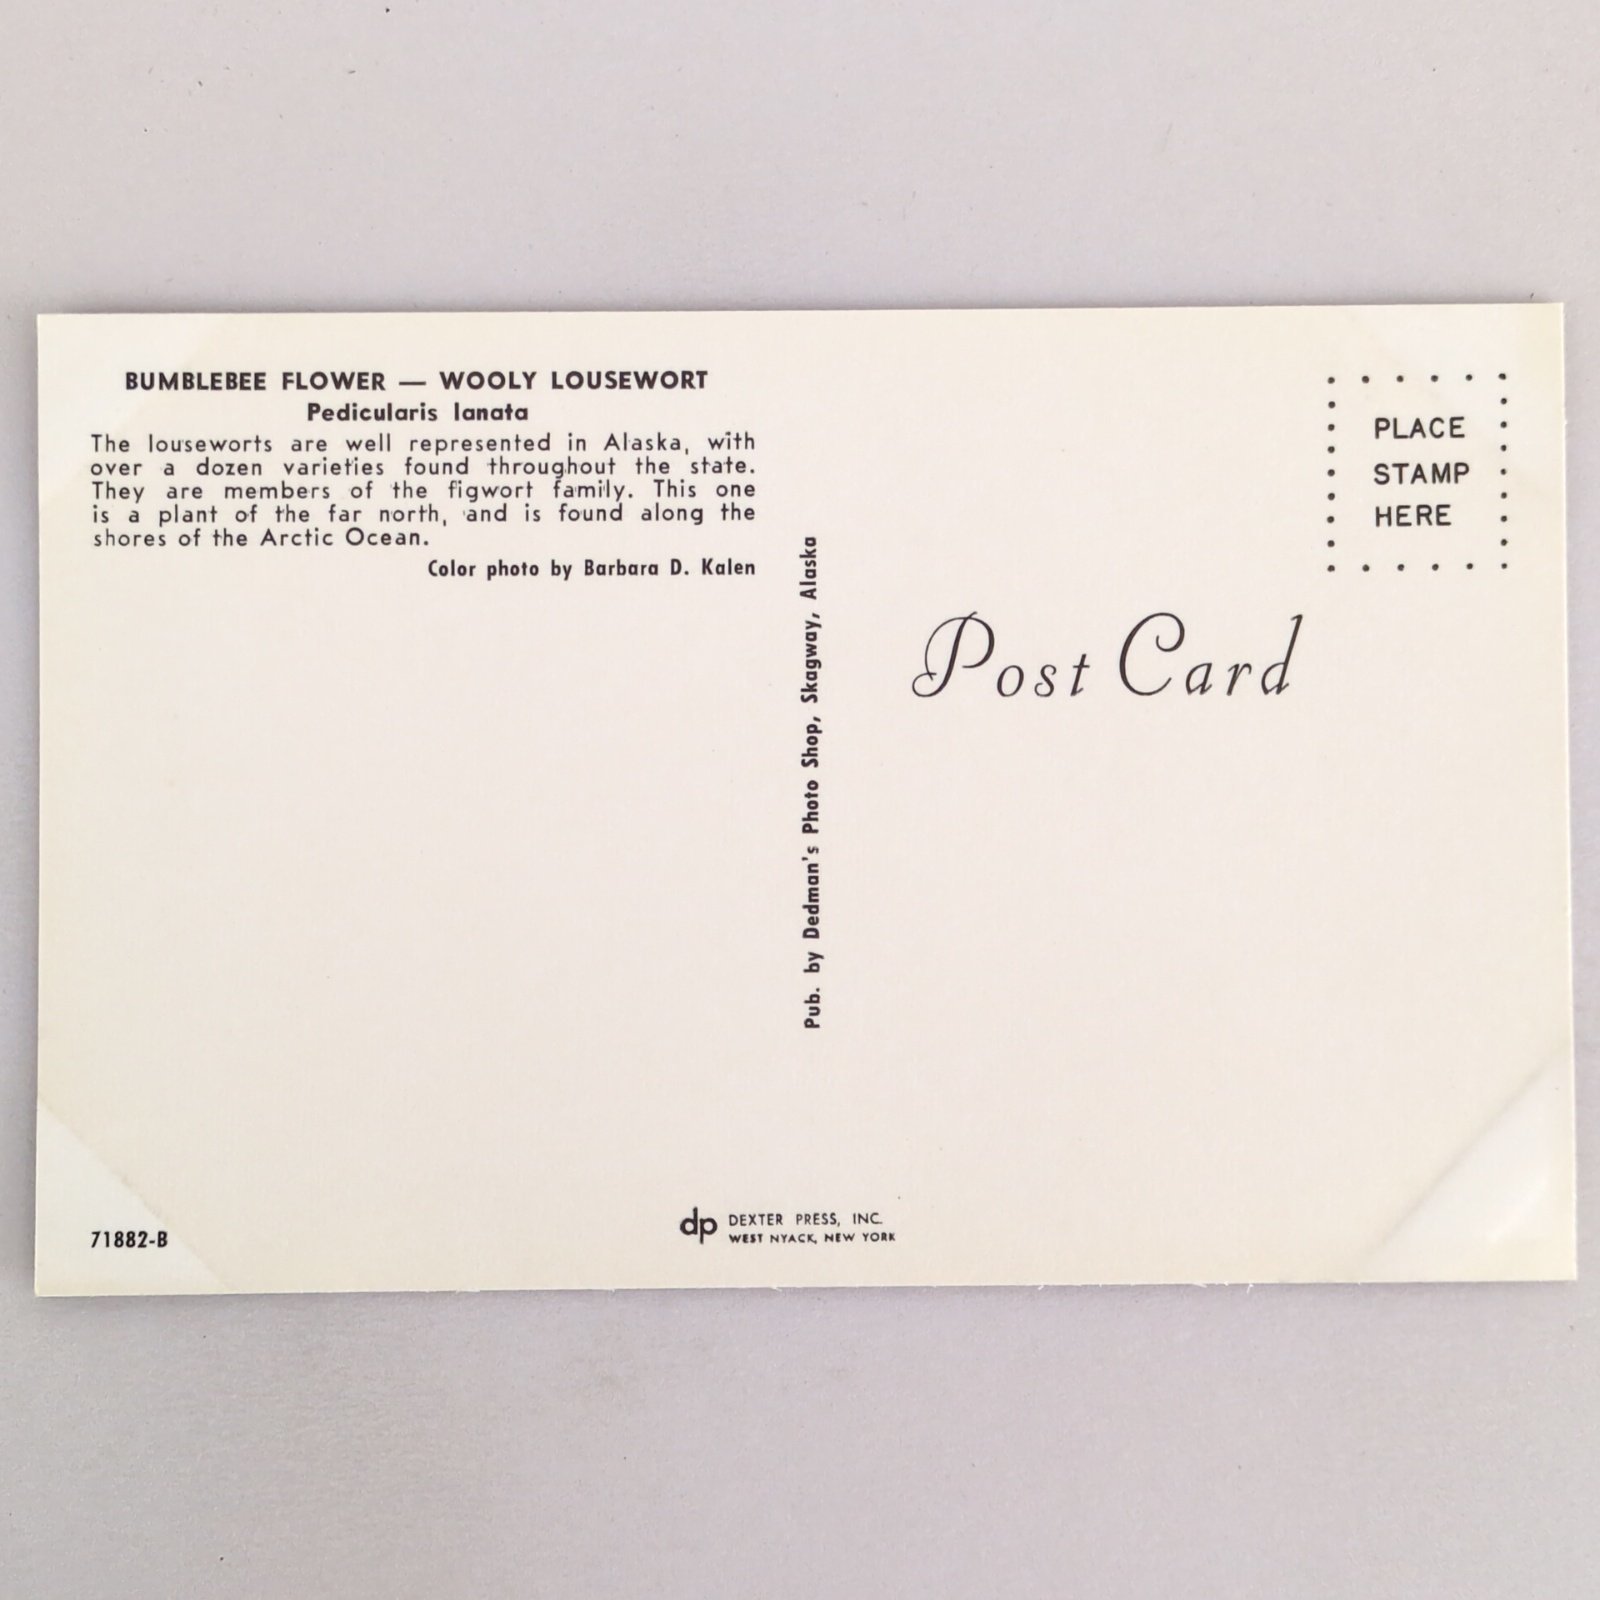 BUMBLEBEE FLOWER — WOOLY LOUSEWORT
Pedicularis lanata
The louseworts are well represented in Alaska, with
over a dozen varieties found throughout the state.
They are members of the figwort family. This one
is a plant of the far north, and is found along the
shores of the Arctic Ocean.
Color photo by Barbara D. Kalen
Pub. by Dedman's Photo Shop, Skagway, Alaska
PLACE
STAMP
HERE
Post Card
71882-B
dp
DEXTER PRESS, INC.
WEST NYACK, NEW YORK